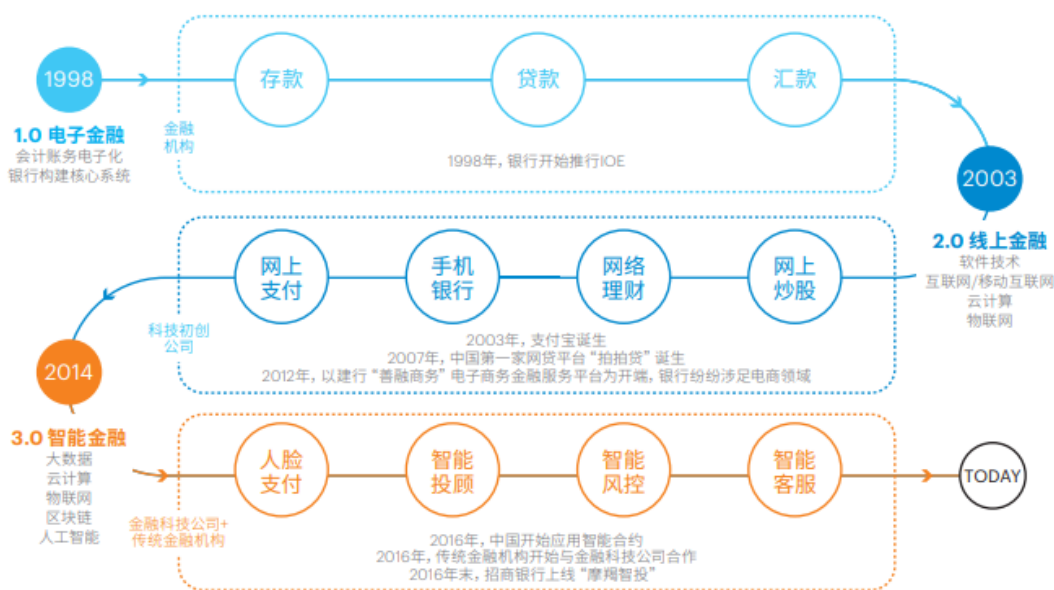 1998
1.0 电子金融
会计账务电子化
银行构建核心系统
金融
机构
存款
贷款
汇款
1998年，银行开始推行IOE
2003
2.0 线上金融
软件技术
互联网/移动互联网
云计算
物联网
网上
支付
手机
银行
网络
理财
网上
炒股
科技初创
公司
2003年，支付宝诞生
2007年，中国第一家网贷平台“拍拍贷”诞生
2012年，以建行“善融商务”电子商务金融服务平台为开端，银行纷纷涉足电商领域
2014
3.0 智能金融
大数据
云计算
物联网
区块链
人工智能
金融科技公司+
传统金融机构
人脸
支付
智能
投顾
智能
风控
智能
客服
TODAY
2016年，中国开始应用智能合约
2016年，传统金融机构开始与金融科技公司合作
2016年末，招商银行上线“摩羯智投”